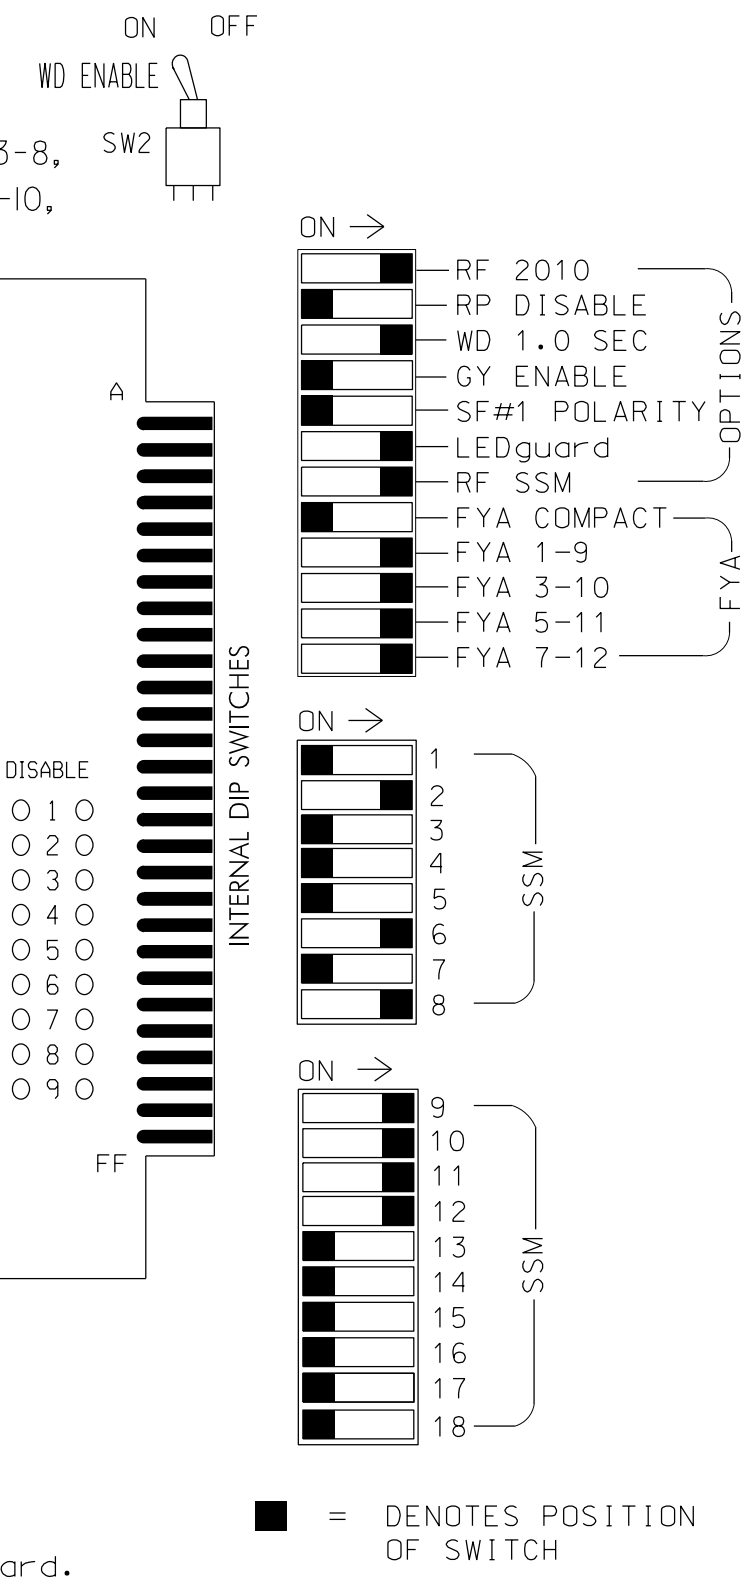 ON OFF
WD ENABLE
SW2
3-8,
-10,
ON
RF 2010
RP DISABLE
WD 1.0 SEC
GY ENABLE
SF#1 POLARITY
LEDguard
RF SSM
OPTIONS
FYA COMPACT
FYA 1-9
FYA 3-10
FYA 5-11
FYA 7-12
FYA
A
FF
INTERNAL DIP SWITCHES
DISABLE
1
2
3
4
5
6
7
8
9
ON
1
2
3
4
5
6
7
8
SSM
ON
9
10
11
12
13
14
15
16
17
18
SSM
= DENOTES POSITION
OF SWITCH
ard.